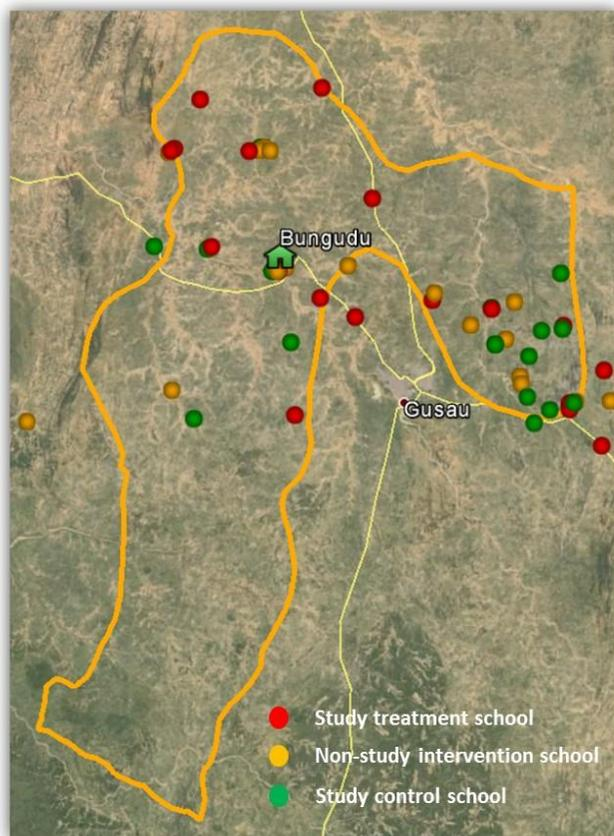 Bungudu
Gusau
Study treatment school
Non-study intervention school
Study control school